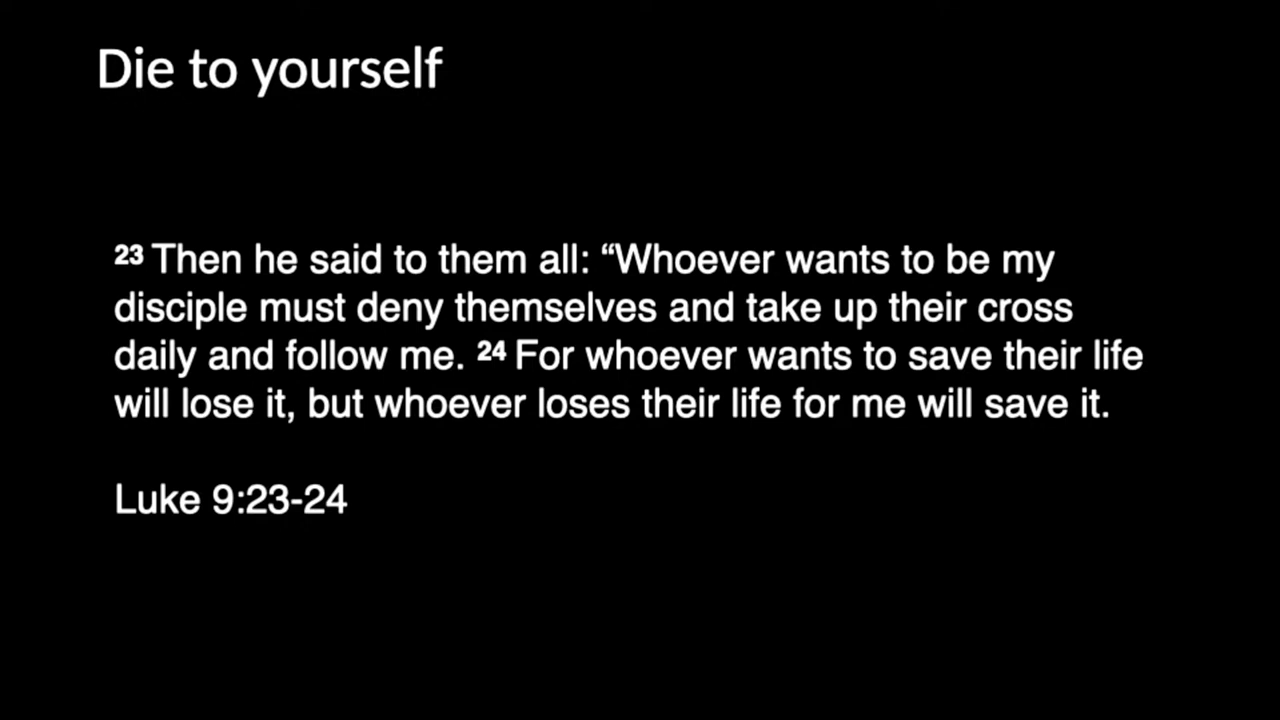 Die to yourself
23 Then he said to them all: “Whoever wants to be my
disciple must deny themselves and take up their cross
daily and follow me. 24 For whoever wants to save their life
will lose it, but whoever loses their life for me will save it.
Luke 9:23-24